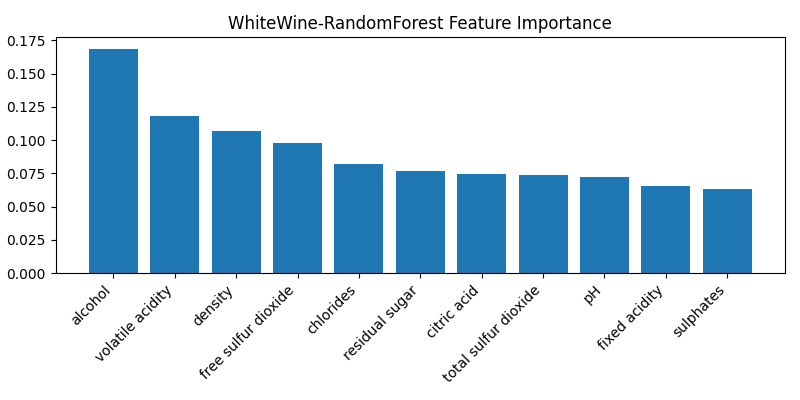 WhiteWine-RandomForest Feature Importance
0.175
0.150
0.125
0.100
0.075
0.050
0.025
0.000
alcohol
volatile acidity
density
free sulfur dioxide
chlorides
residual sugar
citric acid
total sulfur dioxide
pH
fixed acidity
sulphates